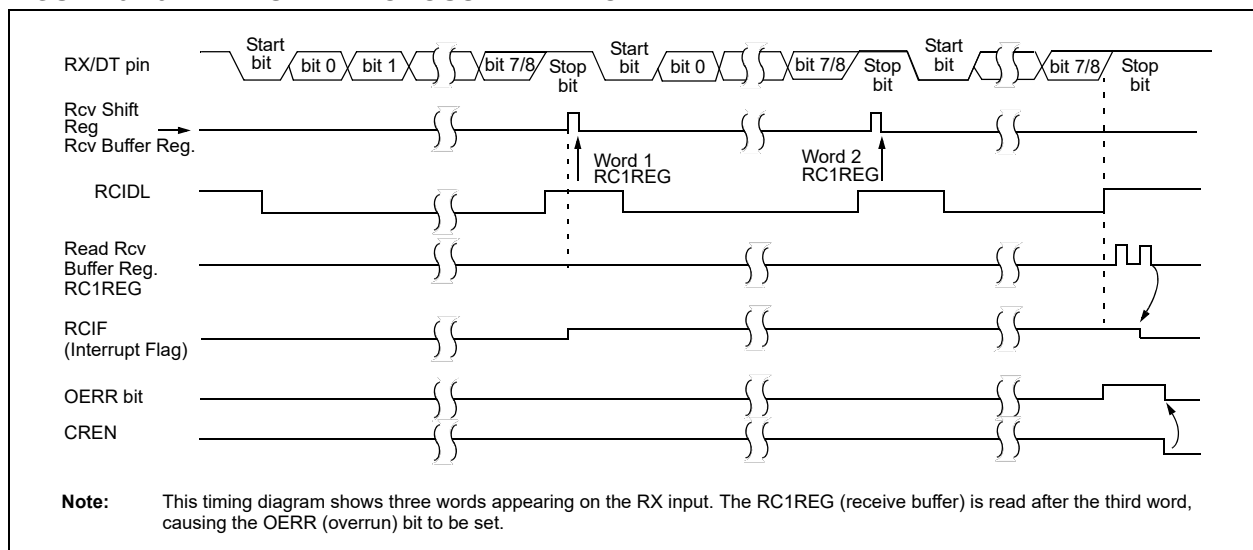 RX/DT pin
Start
bit
bit 0
bit 1
bit 7/8
Stop
bit
Start
bit
bit 0
bit 7/8
Stop
bit
Start
bit
bit 7/8
Stop
bit
Rcv Shift
Reg
Rcv Buffer Reg.
Word 1
RC1REG
Word 2
RC1REG
RCIDL
Read Rcv
Buffer Reg.
RC1REG
RCIF
(Interrupt Flag)
OERR bit
CREN
Note: This timing diagram shows three words appearing on the RX input. The RC1REG (receive buffer) is read after the third word,
causing the OERR (overrun) bit to be set.